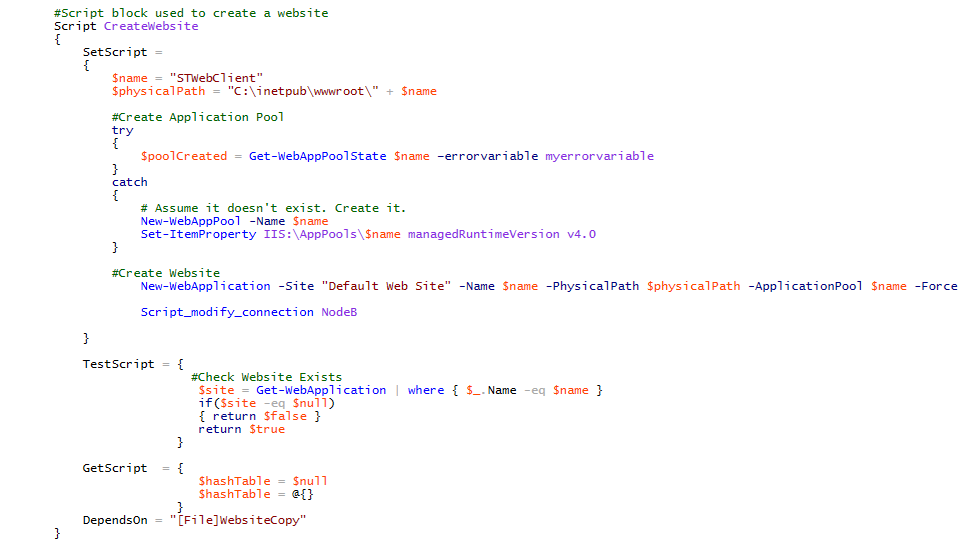 #Script block used to create a website
Script CreateWebsite
{
    SetScript =
    {
        $name = "STWebClient"
        $physicalPath = "C:\inetpub\wwwroot\" + $name

        #Create Application Pool
        try
        {
            $poolCreated = Get-WebAppPoolState $name –errorvariable myerrorvariable
        }
        catch
        {
            # Assume it doesn't exist. Create it.
            New-WebAppPool -Name $name
            Set-ItemProperty IIS:\AppPools\$name managedRuntimeVersion v4.0
        }

        #Create Website
            New-WebApplication -Site "Default Web Site" -Name $name -PhysicalPath $physicalPath -ApplicationPool $name -Force

            Script_modify_connection NodeB

    }

    TestScript = {
                   #Check Website Exists
                    $site = Get-WebApplication | where { $_.Name -eq $name }
                    if($site -eq $null)
                    { return $false }
                    return $true
                 }

    GetScript  = {
                    $hashTable = $null
                    $hashTable = @{}
                 }
    DependsOn = "[File]WebsiteCopy"
}